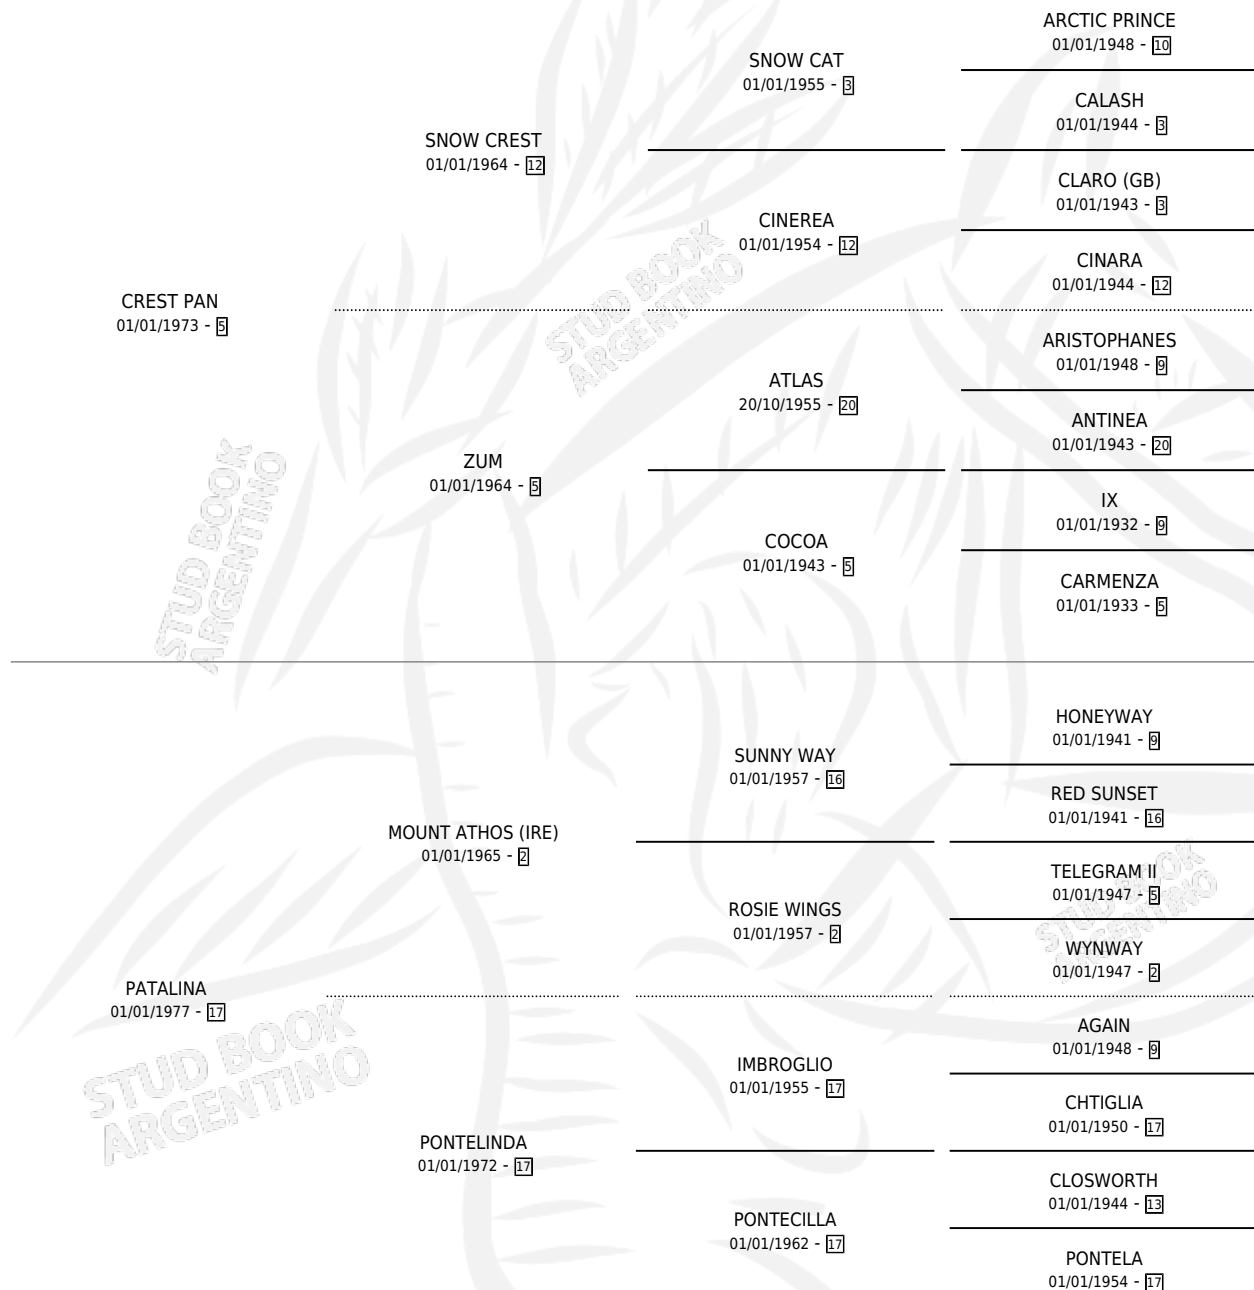 ARCTIC PRINCE
01/01/1948 - 10
SNOW CAT
01/01/1955 - 3
CALASH
01/01/1944 - 3
SNOW CREST
01/01/1964 - 12
CLARO (GB)
01/01/1943 - 3
CINEREA
01/01/1954 - 12
CINARA
01/01/1944 - 12
CREST PAN
01/01/1973 - 5
STUD BOOK
ARGENTINO
ARISTOPHANES
01/01/1948 - 9
ATLAS
20/10/1955 - 20
ANTINEA
01/01/1943 - 20
ZUM
01/01/1964 - 5
IX
01/01/1932 - 9
COCOA
01/01/1943 - 5
CARMENZA
01/01/1933 - 5
STUD BOOK
ARGENTINO
HONEYWAY
01/01/1941 - 9
SUNNY WAY
01/01/1957 - 16
RED SUNSET
01/01/1941 - 16
MOUNT ATHOS (IRE)
01/01/1965 - 2
TELEGRAM II
01/01/1947 - 5
ROSIE WINGS
01/01/1957 - 2
WYNWAY
01/01/1947 - 2
STUD BOOK
ARGENTINO
PATALINA
01/01/1977 - 17
AGAIN
01/01/1948 - 9
IMBROGLIO
01/01/1955 - 17
CHTIGLIA
01/01/1950 - 17
STUD BOOK
ARGENTINO
PONTELINDA
01/01/1972 - 17
CLOSWORTH
01/01/1944 - 13
PONTECILLA
01/01/1962 - 17
PONTELA
01/01/1954 - 17